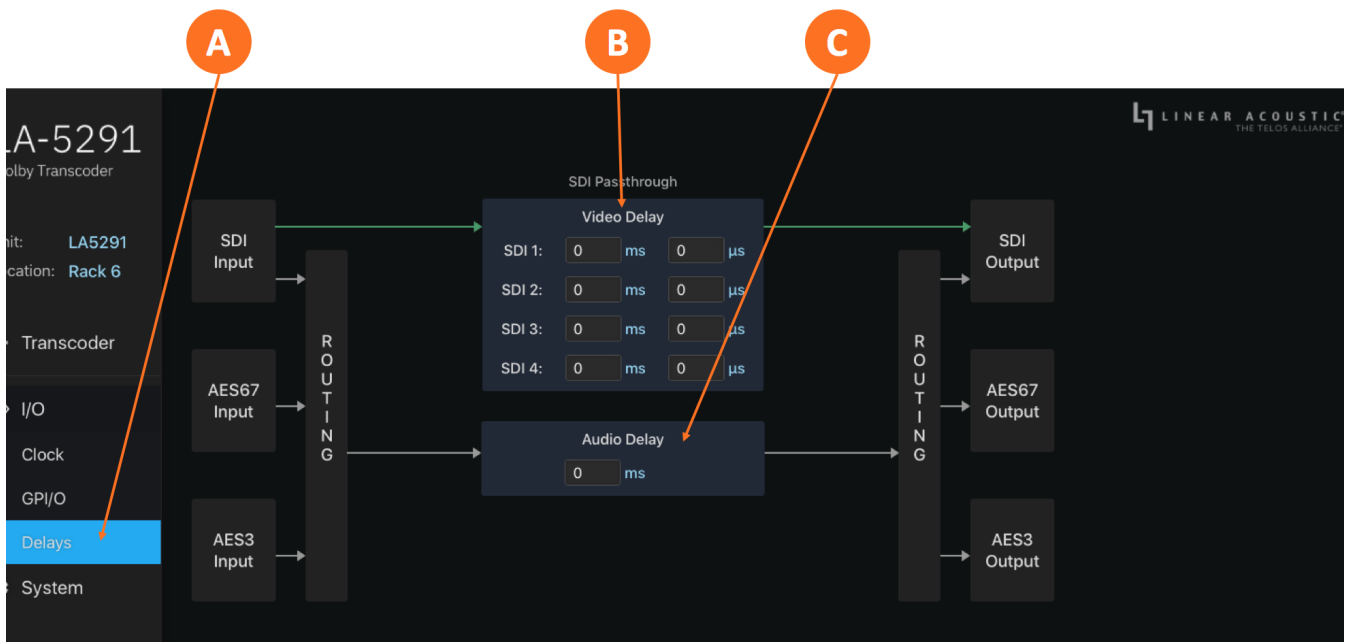 A
B
C
LA-5291
olby Transcoder
nit: LA5291
cation: Rack 6
Transcoder
I/O
Clock
GPI/O
Delays
System
LINEAR ACOUSTIC
THE TELOS ALLIANCE®
SDI Passthrough
SDI
Input
Video Delay
SDI 1: 0 ms 0 µs
SDI 2: 0 ms 0 µs
SDI 3: 0 ms 0 µs
SDI 4: 0 ms 0 µs
SDI
Output
AES67
Input
ROUTING
Audio Delay
0 ms
ROUTING
AES67
Output
AES3
Input
AES3
Output